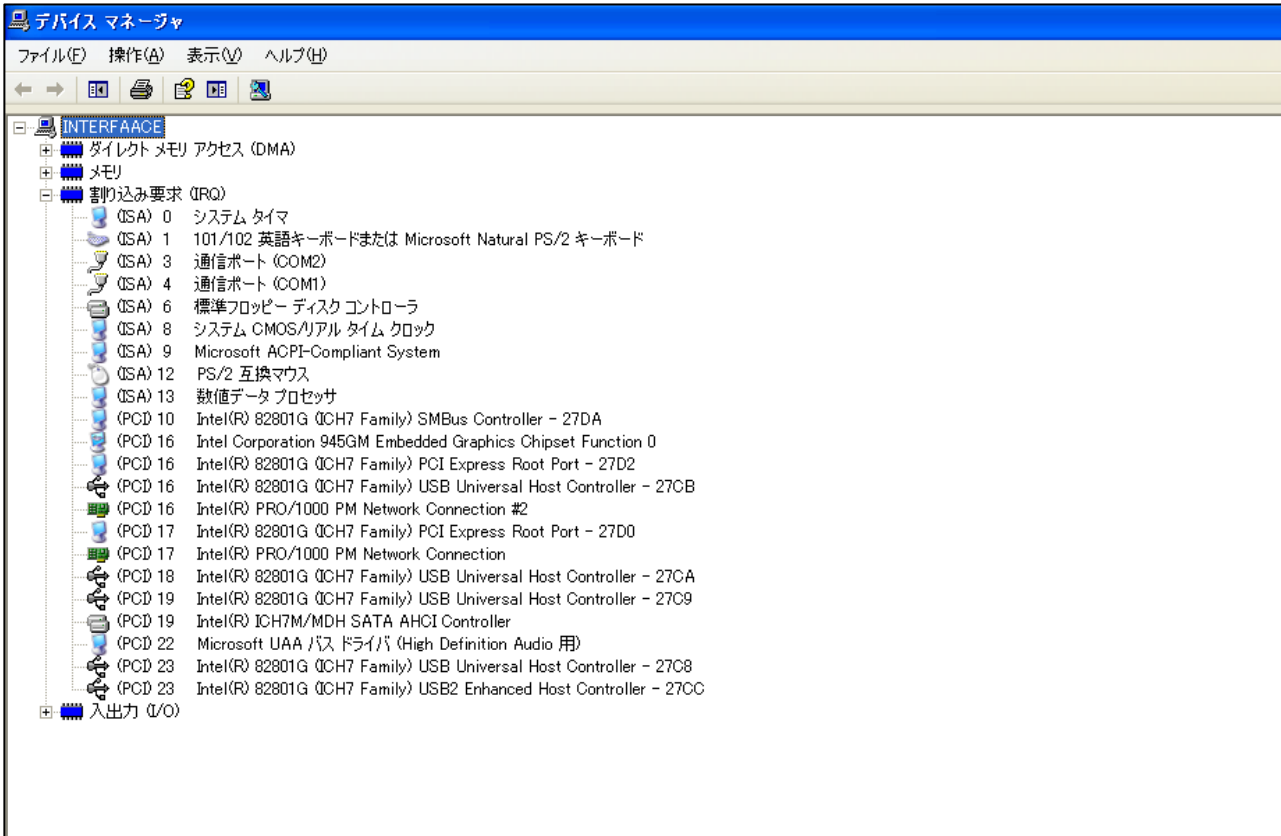 デバイス マネージャ
ファイル(F) 操作(A) 表示(V) ヘルプ(H)
INTERFAACE
ダイレクト メモリ アクセス (DMA)
メモリ
割り込み要求 (IRQ)
(ISA) 0 システム タイマ
(ISA) 1 101/102 英語キーボードまたは Microsoft Natural PS/2 キーボード
(ISA) 3 通信ポート (COM2)
(ISA) 4 通信ポート (COM1)
(ISA) 6 標準フロッピー ディスク コントローラ
(ISA) 8 システム CMOS/リアル タイム クロック
(ISA) 9 Microsoft ACPI-Compliant System
(ISA) 12 PS/2 互換マウス
(ISA) 13 数値データ プロセッサ
(PCI) 10 Intel(R) 82801G (ICH7 Family) SMBus Controller - 27DA
(PCI) 16 Intel Corporation 945GM Embedded Graphics Chipset Function 0
(PCI) 16 Intel(R) 82801G (ICH7 Family) PCI Express Root Port - 27D2
(PCI) 16 Intel(R) 82801G (ICH7 Family) USB Universal Host Controller - 27CB
(PCI) 16 Intel(R) PRO/1000 PM Network Connection #2
(PCI) 17 Intel(R) 82801G (ICH7 Family) PCI Express Root Port - 27D0
(PCI) 17 Intel(R) PRO/1000 PM Network Connection
(PCI) 18 Intel(R) 82801G (ICH7 Family) USB Universal Host Controller - 27CA
(PCI) 19 Intel(R) 82801G (ICH7 Family) USB Universal Host Controller - 27C9
(PCI) 19 Intel(R) ICH7M/MDH SATA AHCI Controller
(PCI) 22 Microsoft UAA バス ドライバ (High Definition Audio 用)
(PCI) 23 Intel(R) 82801G (ICH7 Family) USB Universal Host Controller - 27C8
(PCI) 23 Intel(R) 82801G (ICH7 Family) USB2 Enhanced Host Controller - 27CC
入出力 (I/O)